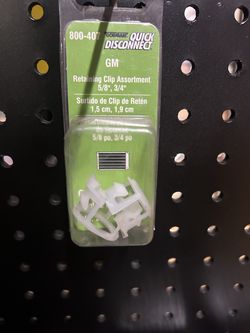 800-407
QUICK
DISCONNECT
GM
Retaining Clip Assortment
5/8", 3/4"
Surtido de Clip de Retén
1,5 cm, 1,9 cm
5/8 po, 3/4 po